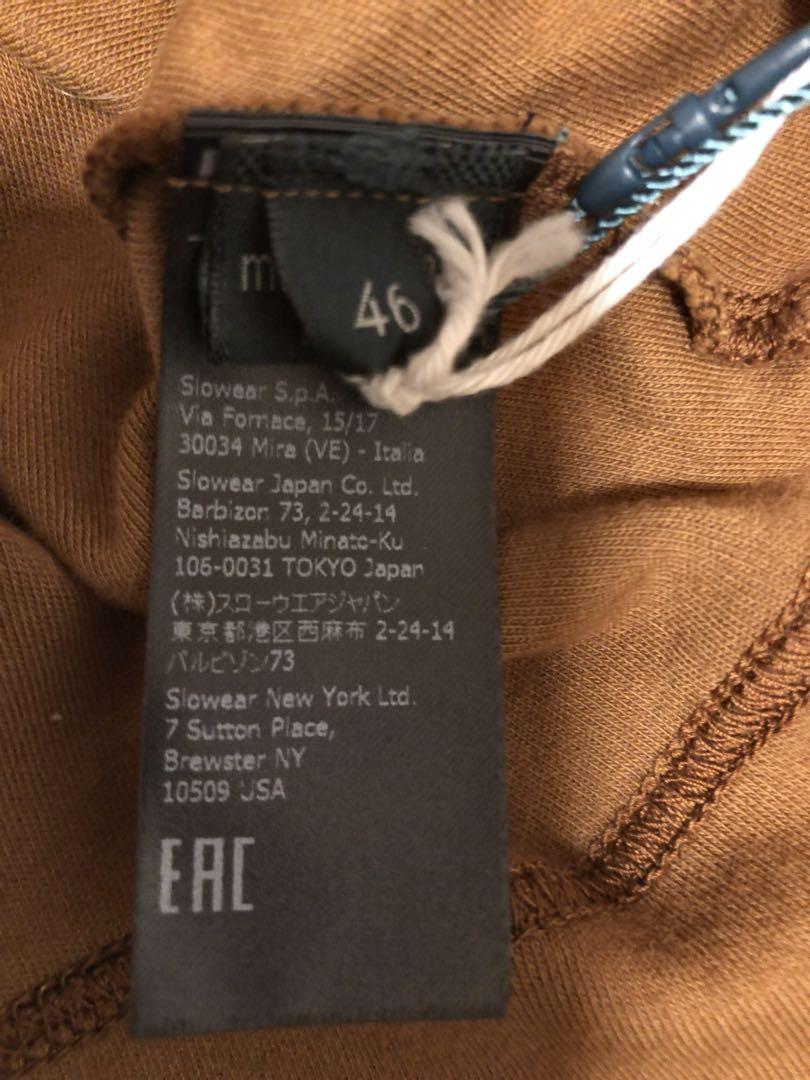 46
Slowear S.p.A.
Via Fornace, 15/17
30034 Mira (VE) - Italia
Slowear Japan Co. Ltd.
Barbizon 73, 2-24-14
Nishiazabu Minato-Ku
106-0031 TOKYO Japan
(株)スローウエアジャパン
東京都港区西麻布 2-24-14
バルビゾン73
Slowear New York Ltd.
7 Sutton Place,
Brewster NY
10509 USA
EAC